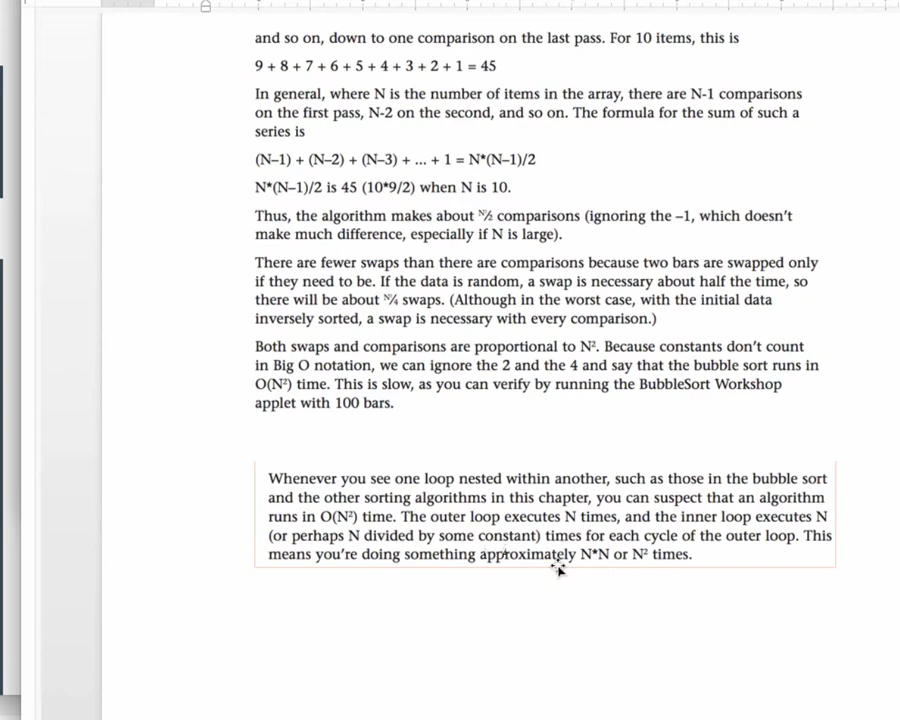 and so on, down to one comparison on the last pass. For 10 items, this is
9 + 8 + 7 + 6 + 5 + 4 + 3 + 2 + 1 = 45
In general, where N is the number of items in the array, there are N-1 comparisons
on the first pass, N-2 on the second, and so on. The formula for the sum of such a
series is
(N–1) + (N–2) + (N–3) + ... + 1 = N*(N–1)/2
N*(N–1)/2 is 45 (10*9/2) when N is 10.
Thus, the algorithm makes about N²⁄2 comparisons (ignoring the –1, which doesn't
make much difference, especially if N is large).
There are fewer swaps than there are comparisons because two bars are swapped only
if they need to be. If the data is random, a swap is necessary about half the time, so
there will be about N²⁄4 swaps. (Although in the worst case, with the initial data
inversely sorted, a swap is necessary with every comparison.)
Both swaps and comparisons are proportional to N². Because constants don't count
in Big O notation, we can ignore the 2 and the 4 and say that the bubble sort runs in
O(N²) time. This is slow, as you can verify by running the BubbleSort Workshop
applet with 100 bars.
Whenever you see one loop nested within another, such as those in the bubble sort
and the other sorting algorithms in this chapter, you can suspect that an algorithm
runs in O(N²) time. The outer loop executes N times, and the inner loop executes N
(or perhaps N divided by some constant) times for each cycle of the outer loop. This
means you're doing something approximately N*N or N² times.